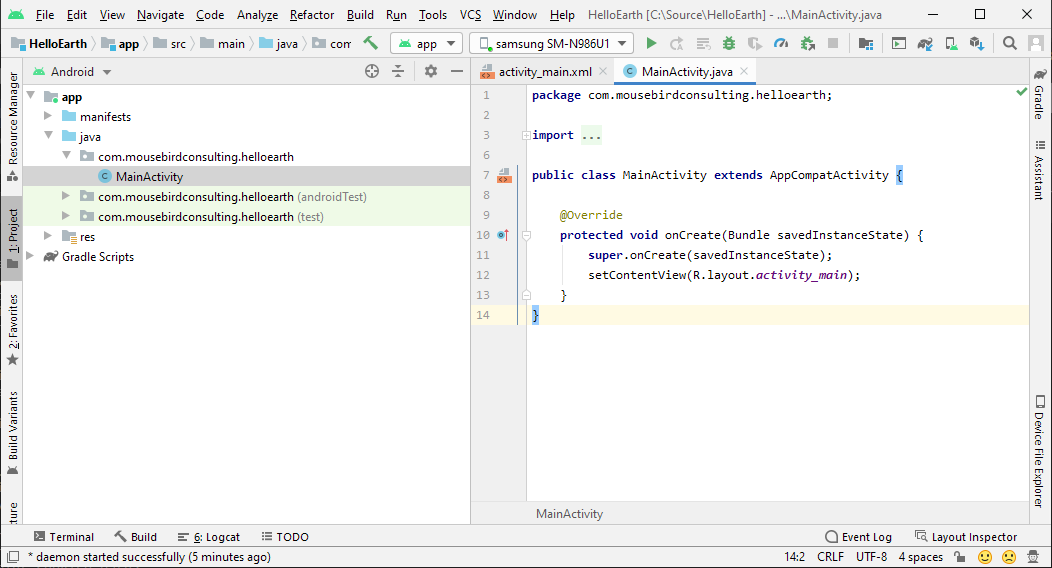 File Edit View Navigate Code Analyze Refactor Build Run Tools VCS Window Help HelloEarth [C:\Source\HelloEarth] - ...\MainActivity.java
HelloEarth app src main java com app samsung SM-N986U1
Android
activity_main.xml MainActivity.java
Resource Manager
1: Project
2: Favorites
Build Variants
ture
app
manifests
java
com.mousebirdconsulting.helloearth
MainActivity
com.mousebirdconsulting.helloearth (androidTest)
com.mousebirdconsulting.helloearth (test)
res
Gradle Scripts
1 package com.mousebirdconsulting.helloearth;
2
3 import ...
6
7 public class MainActivity extends AppCompatActivity {
8
9 @Override
10 protected void onCreate(Bundle savedInstanceState) {
11 super.onCreate(savedInstanceState);
12 setContentView(R.layout.activity_main);
13 }
14 }
MainActivity
Gradle
Assistant
Device File Explorer
Terminal Build 6: Logcat TODO Event Log Layout Inspector
* daemon started successfully (5 minutes ago) 14:2 CRLF UTF-8 4 spaces